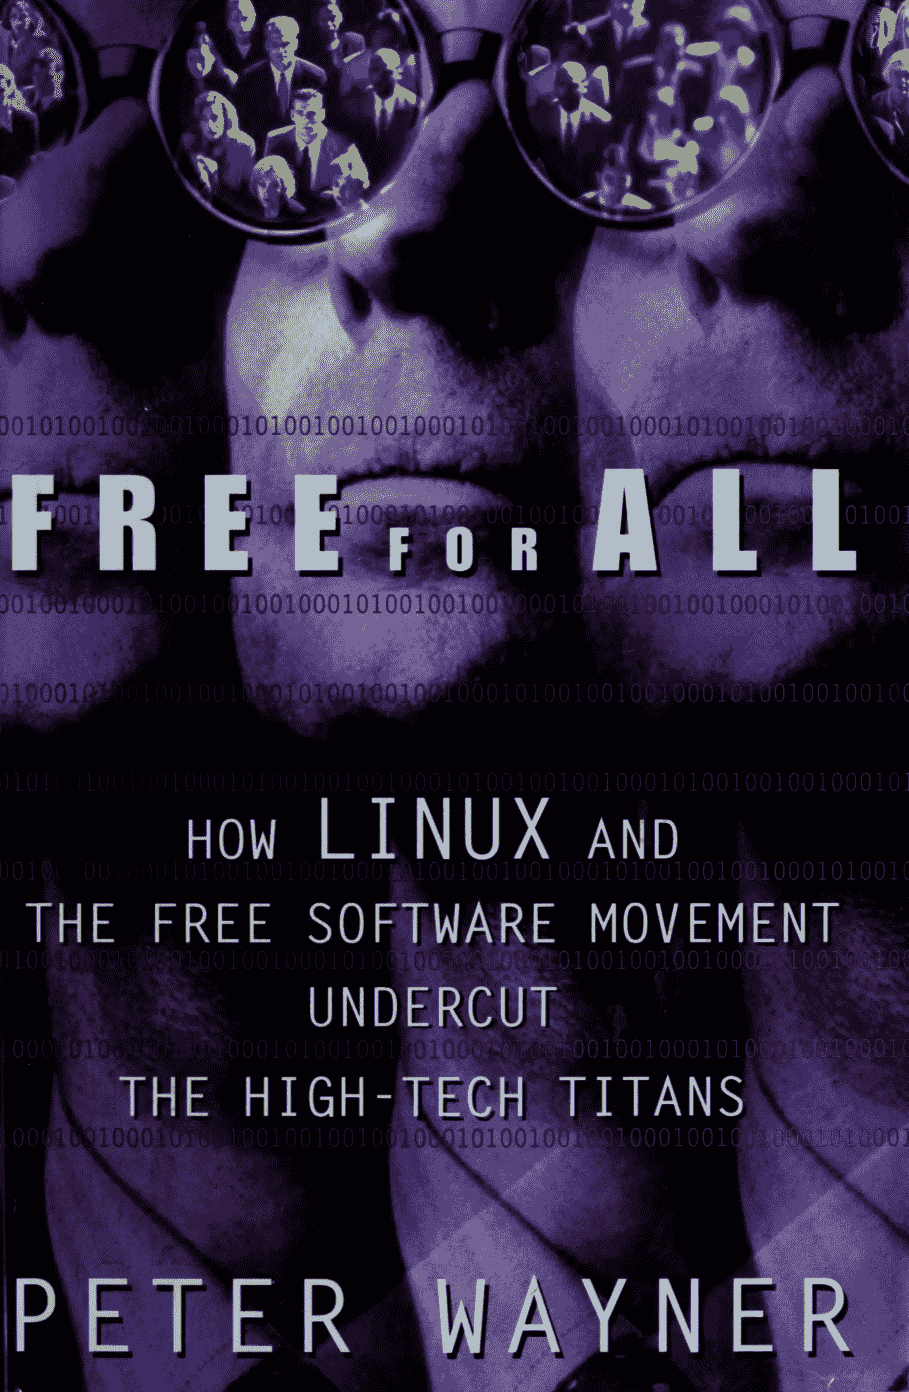 FREE FOR ALL
HOW LINUX AND
THE FREE SOFTWARE MOVEMENT
UNDERCUT
THE HIGH-TECH TITANS
PETER WAYNER